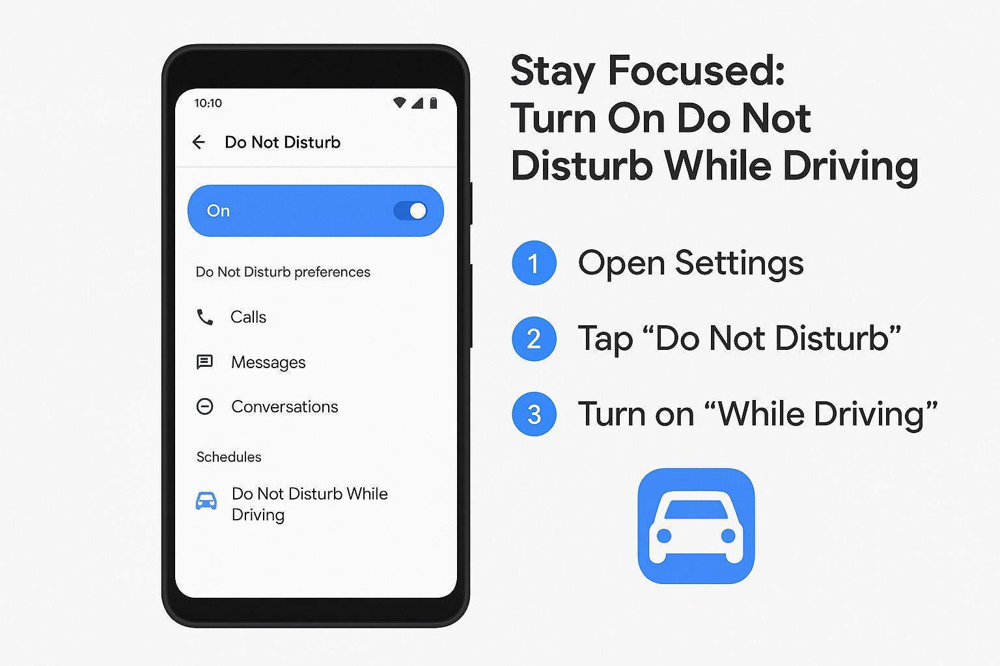 10:10
Do Not Disturb
On
Do Not Disturb preferences
Calls
Messages
Conversations
Schedules
Do Not Disturb While
Driving
Stay Focused:
Turn On Do Not
Disturb While Driving
1 Open Settings
2 Tap “Do Not Disturb”
3 Turn on “While Driving”